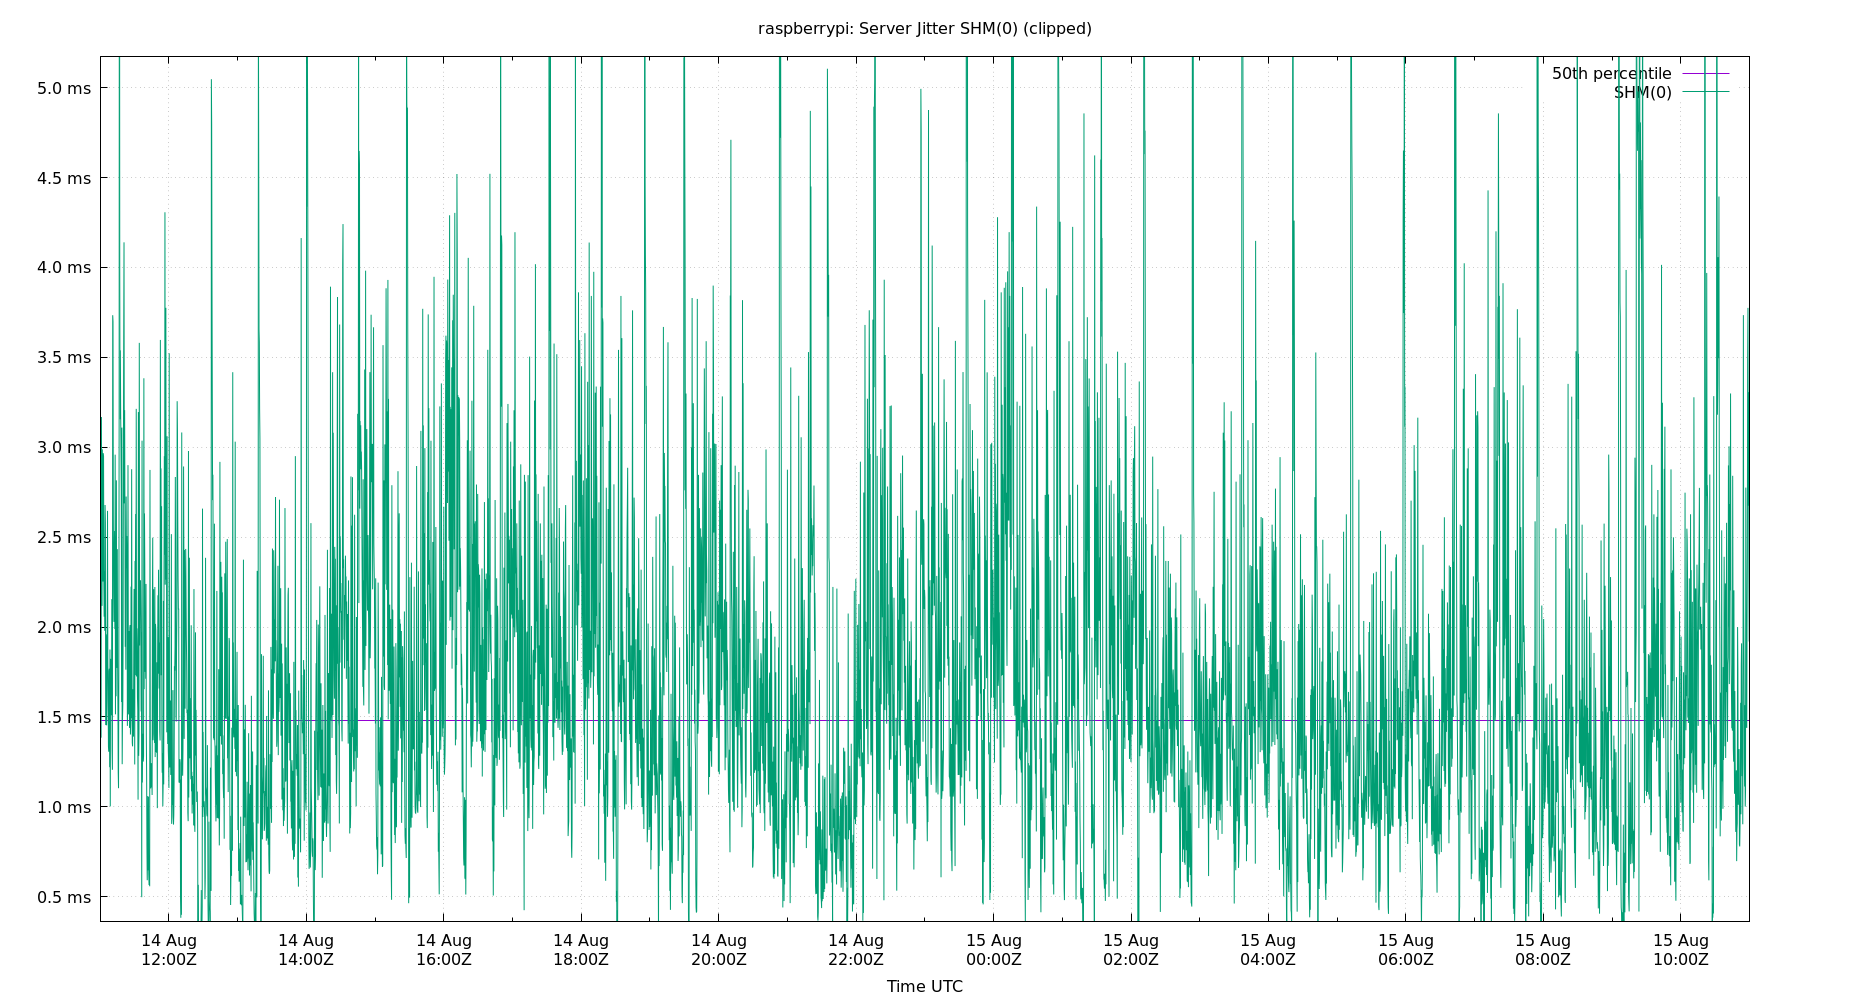 raspberrypi: Server Jitter SHM(0) (clipped)
50th percentile
SHM(0)
5.0 ms
4.5 ms
4.0 ms
3.5 ms
3.0 ms
2.5 ms
2.0 ms
1.5 ms
1.0 ms
0.5 ms
14 Aug 14 Aug 14 Aug 14 Aug 14 Aug 14 Aug 15 Aug 15 Aug 15 Aug 15 Aug 15 Aug 15 Aug
12:00Z 14:00Z 16:00Z 18:00Z 20:00Z 22:00Z 00:00Z 02:00Z 04:00Z 06:00Z 08:00Z 10:00Z
Time UTC